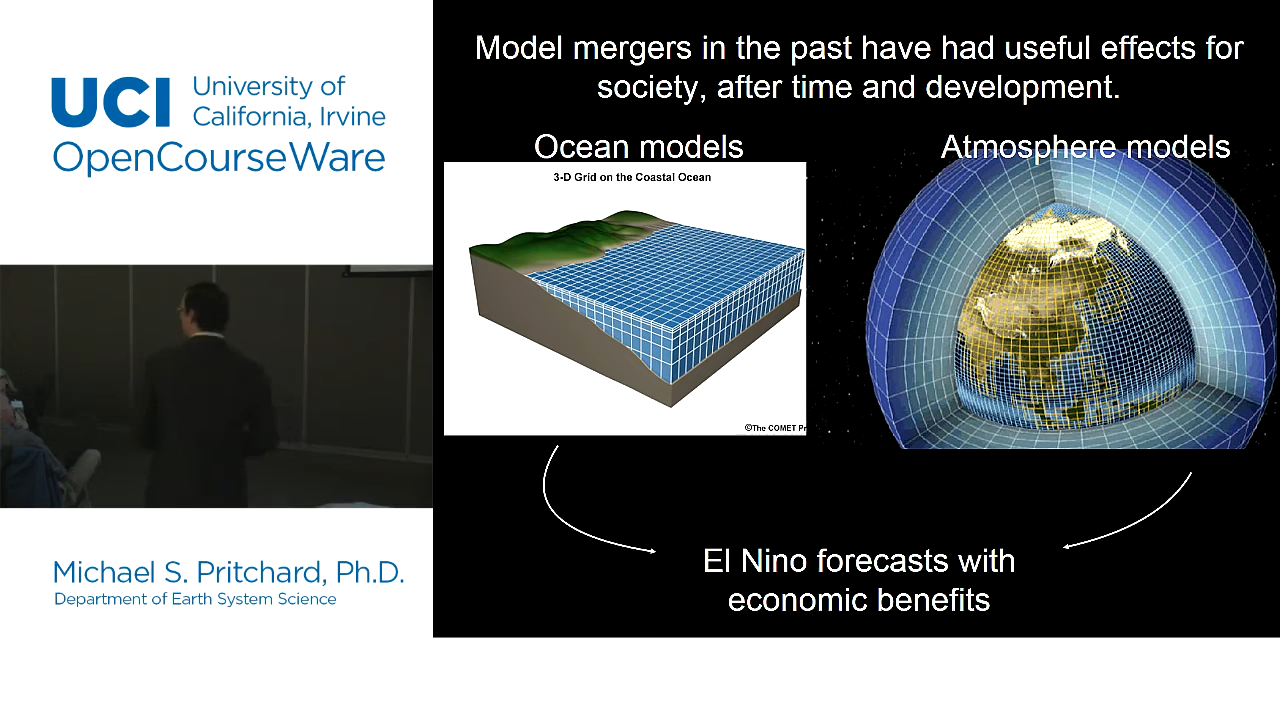 UCI University of
California, Irvine
OpenCourseWare
Michael S. Pritchard, Ph.D.
Department of Earth System Science
Model mergers in the past have had useful effects for
society, after time and development.
Ocean models
Atmosphere models
3-D Grid on the Coastal Ocean
©The COMET Pr
El Nino forecasts with
economic benefits